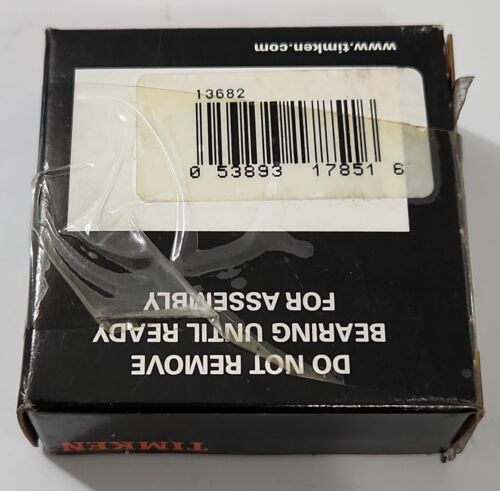 www.timken.com
13682
0 53893 17851 6
DO NOT REMOVE
BEARING UNTIL READY
FOR ASSEMBLY
TIMKEN